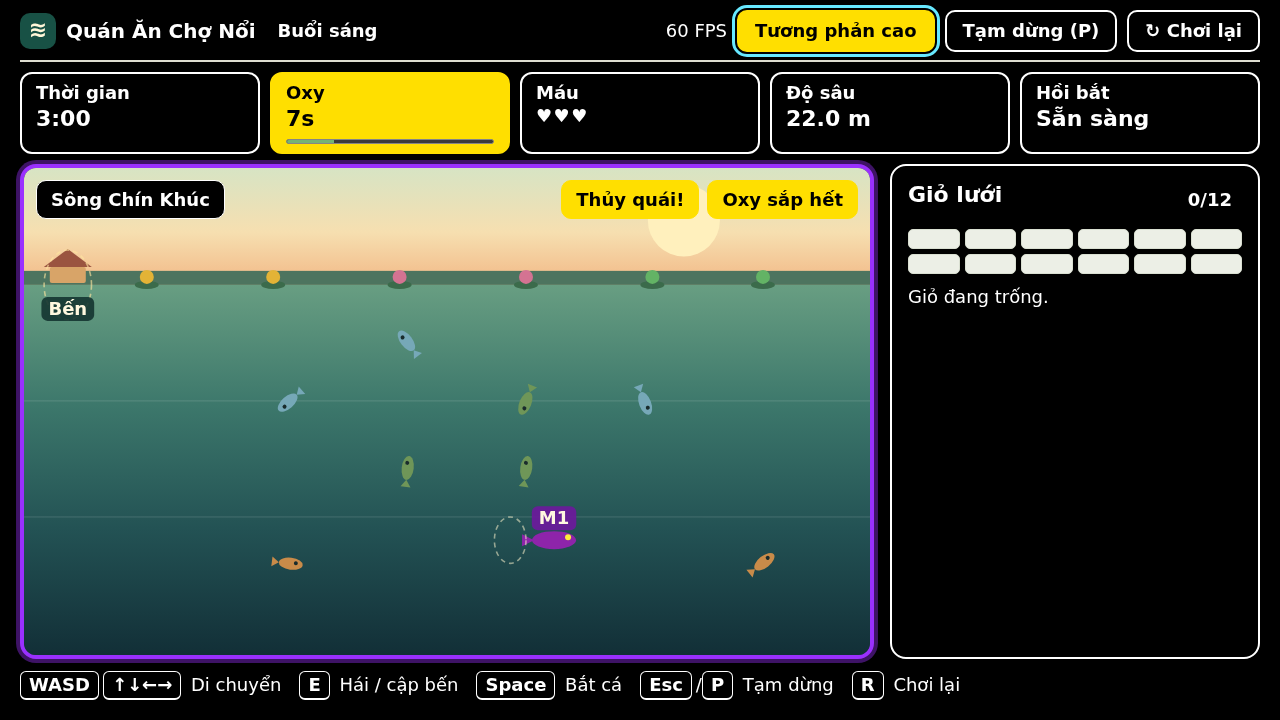 Quán Ăn Chợ Nổi Buổi sáng 60 FPS Tương phản cao Tạm dừng (P) ↻ Chơi lại
Thời gian
3:00
Oxy
7s
Máu
♥♥♥
Độ sâu
22.0 m
Hồi bắt
Sẵn sàng
Sông Chín Khúc Thủy quái! Oxy sắp hết
Bến
M1
Giỏ lưới 0/12
Giỏ đang trống.
WASD ↑↓←→ Di chuyển E Hái / cập bến Space Bắt cá Esc / P Tạm dừng R Chơi lại